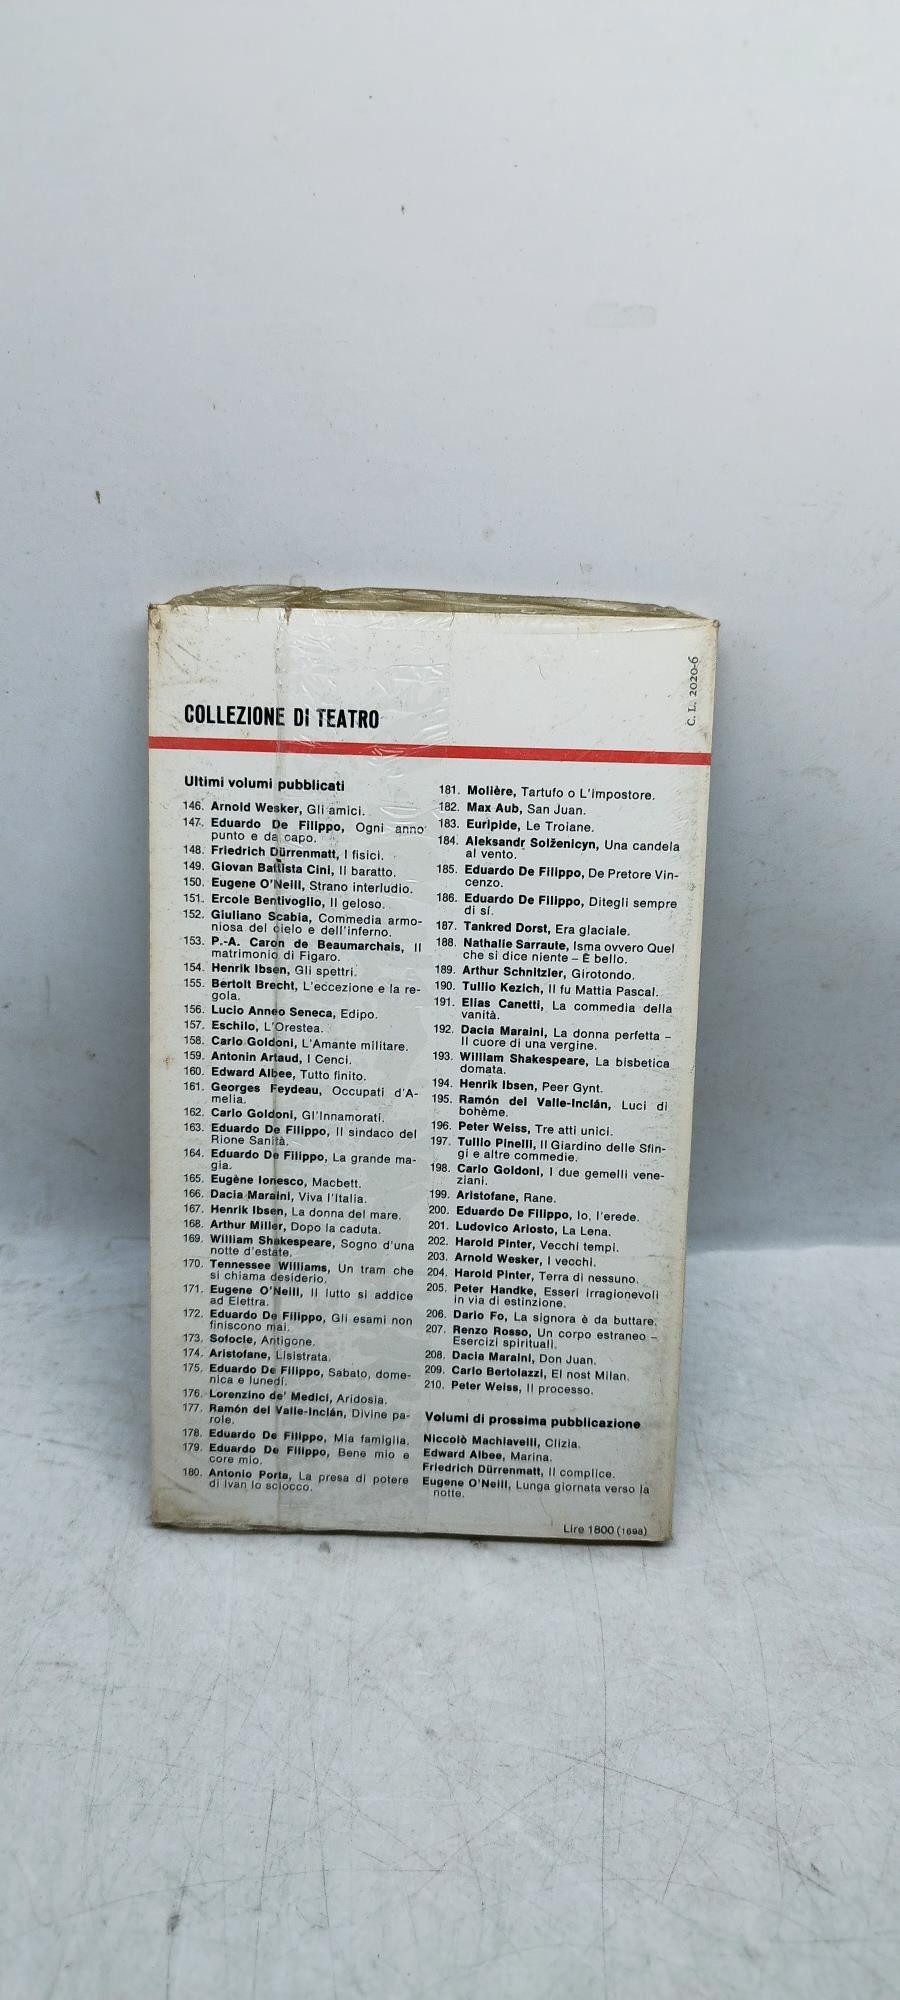 C. L. 2020-6
COLLEZIONE DI TEATRO
Ultimi volumi pubblicati
146. Arnold Wesker, Gli amici.
147. Eduardo De Filippo, Ogni anno
punto e da capo.
148. Friedrich Dürrenmatt, I fisici.
149. Giovan Battista Cini, Il baratto.
150. Eugene O'Neill, Strano interludio.
151. Ercole Bentivoglio, Il geloso.
152. Giuliano Scabia, Commedia armo-
niosa del cielo e dell'inferno.
153. P.-A. Caron de Beaumarchais, Il
matrimonio di Figaro.
154. Henrik Ibsen, Gli spettri.
155. Bertolt Brecht, L'eccezione e la re-
gola.
156. Lucio Anneo Seneca, Edipo.
157. Eschilo, L'Orestea.
158. Carlo Goldoni, L'Amante militare.
159. Antonin Artaud, I Cenci.
160. Edward Albee, Tutto finito.
161. Georges Feydeau, Occupati d'A-
melia.
162. Carlo Goldoni, Gl'Innamorati.
163. Eduardo De Filippo, Il sindaco del
Rione Sanità.
164. Eduardo De Filippo, La grande ma-
gia.
165. Eugène Ionesco, Macbett.
166. Dacia Maraini, Viva l'Italia.
167. Henrik Ibsen, La donna del mare.
168. Arthur Miller, Dopo la caduta.
169. William Shakespeare, Sogno d'una
notte d'estate.
170. Tennessee Williams, Un tram che
si chiama desiderio.
171. Eugene O'Neill, Il lutto si addice
ad Elettra.
172. Eduardo De Filippo, Gli esami non
finiscono mai.
173. Sofocle, Antigone.
174. Aristofane, Lisistrata.
175. Eduardo De Filippo, Sabato, dome-
nica e lunedí.
176. Lorenzino de' Medici, Aridosia.
177. Ramón del Valle-Inclán, Divine pa-
role.
178. Eduardo De Filippo, Mia famiglia.
179. Eduardo De Filippo, Bene mio e
core mio.
180. Antonio Porta, La presa di potere
di Ivan lo sciocco.
181. Molière, Tartufo o L'Impostore.
182. Max Aub, San Juan.
183. Euripide, Le Troiane.
184. Aleksandr Solženicyn, Una candela
al vento.
185. Eduardo De Filippo, De Pretore Vin-
cenzo.
186. Eduardo De Filippo, Ditegli sempre
di sí.
187. Tankred Dorst, Era glaciale.
188. Nathalie Sarraute, Isma ovvero Quel
che si dice niente – È bello.
189. Arthur Schnitzler, Girotondo.
190. Tullio Kezich, Il fu Mattia Pascal.
191. Elias Canetti, La commedia della
vanità.
192. Dacia Maraini, La donna perfetta –
Il cuore di una vergine.
193. William Shakespeare, La bisbetica
domata.
194. Henrik Ibsen, Peer Gynt.
195. Ramón del Valle-Inclán, Luci di
bohème.
196. Peter Weiss, Tre atti unici.
197. Tullio Pinelli, Il Giardino delle Sfin-
gi e altre commedie.
198. Carlo Goldoni, I due gemelli vene-
ziani.
199. Aristofane, Rane.
200. Eduardo De Filippo, Io, l'erede.
201. Ludovico Ariosto, La Lena.
202. Harold Pinter, Vecchi tempi.
203. Arnold Wesker, I vecchi.
204. Harold Pinter, Terra di nessuno.
205. Peter Handke, Esseri irragionevoli
in via di estinzione.
206. Dario Fo, La signora è da buttare.
207. Renzo Rosso, Un corpo estraneo –
Esercizi spirituali.
208. Dacia Maraini, Don Juan.
209. Carlo Bertolazzi, El nost Milan.
210. Peter Weiss, Il processo.
Volumi di prossima pubblicazione
Niccolò Machiavelli, Clizia.
Edward Albee, Marina.
Friedrich Dürrenmatt, Il complice.
Eugene O'Neill, Lunga giornata verso la
notte.
Lire 1800 (1698)